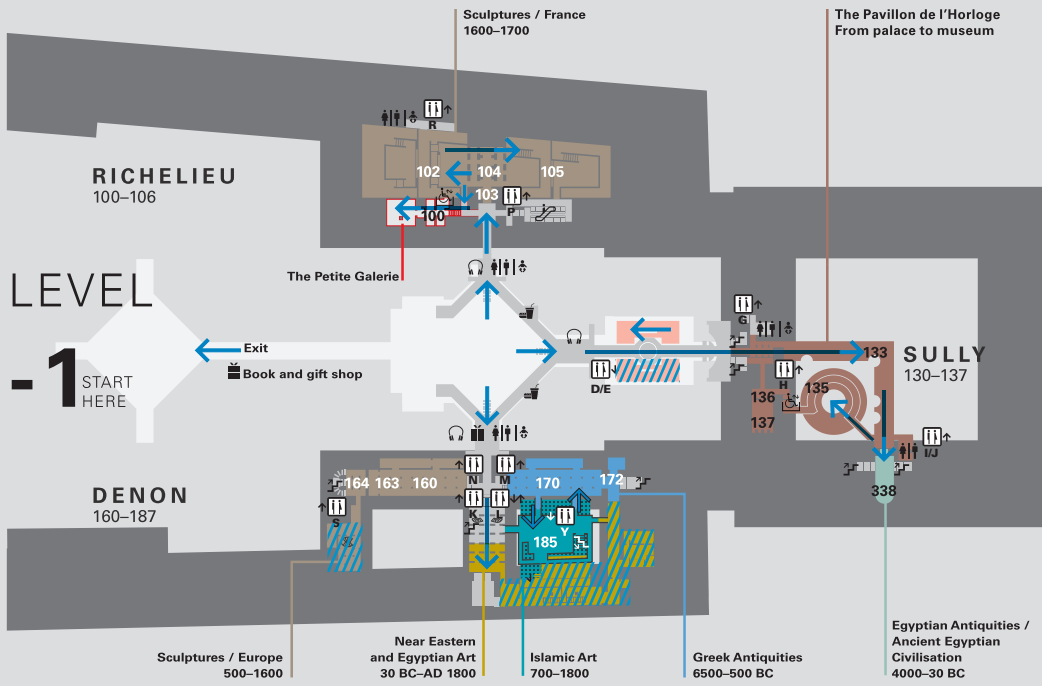 Sculptures / France
1600–1700
The Pavillon de l'Horloge
From palace to museum
R
RICHELIEU
100–106
102
104
105
103
100
P
The Petite Galerie
LEVEL
-1
START
HERE
Exit
Book and gift shop
G
D/E
H
133
135
136
137
SULLY
130–137
I/J
338
DENON
160–187
164
163
160
N
M
K
L
S
170
172
Y
185
Sculptures / Europe
500–1600
Near Eastern
and Egyptian Art
30 BC–AD 1800
Islamic Art
700–1800
Greek Antiquities
6500–500 BC
Egyptian Antiquities /
Ancient Egyptian
Civilisation
4000–30 BC